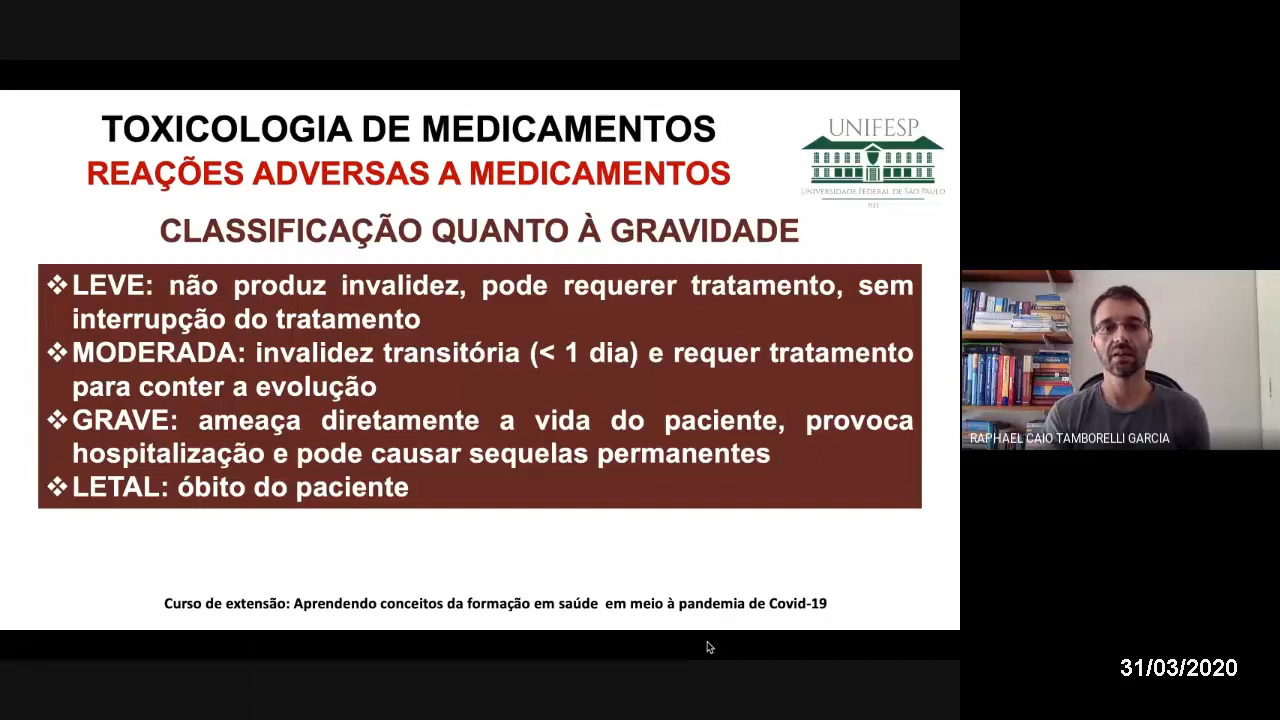 TOXICOLOGIA DE MEDICAMENTOS
REAÇÕES ADVERSAS A MEDICAMENTOS
UNIFESP
UNIVERSIDADE FEDERAL DE SÃO PAULO
CLASSIFICAÇÃO QUANTO À GRAVIDADE
❖LEVE: não produz invalidez, pode requerer tratamento, sem
interrupção do tratamento
❖MODERADA: invalidez transitória (< 1 dia) e requer tratamento
para conter a evolução
❖GRAVE: ameaça diretamente a vida do paciente, provoca
hospitalização e pode causar sequelas permanentes
❖LETAL: óbito do paciente
Curso de extensão: Aprendendo conceitos da formação em saúde em meio à pandemia de Covid-19
RAPHAEL CAIO TAMBORELLI GARCIA
31/03/2020